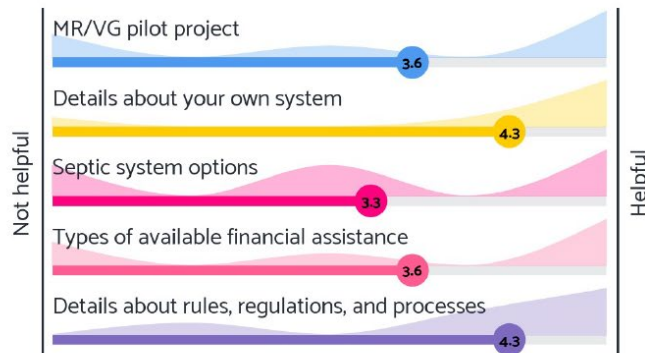 MR/VG pilot project
3.6
Details about your own system
4.3
Septic system options
3.3
Types of available financial assistance
3.6
Details about rules, regulations, and processes
4.3
Not helpful
Helpful